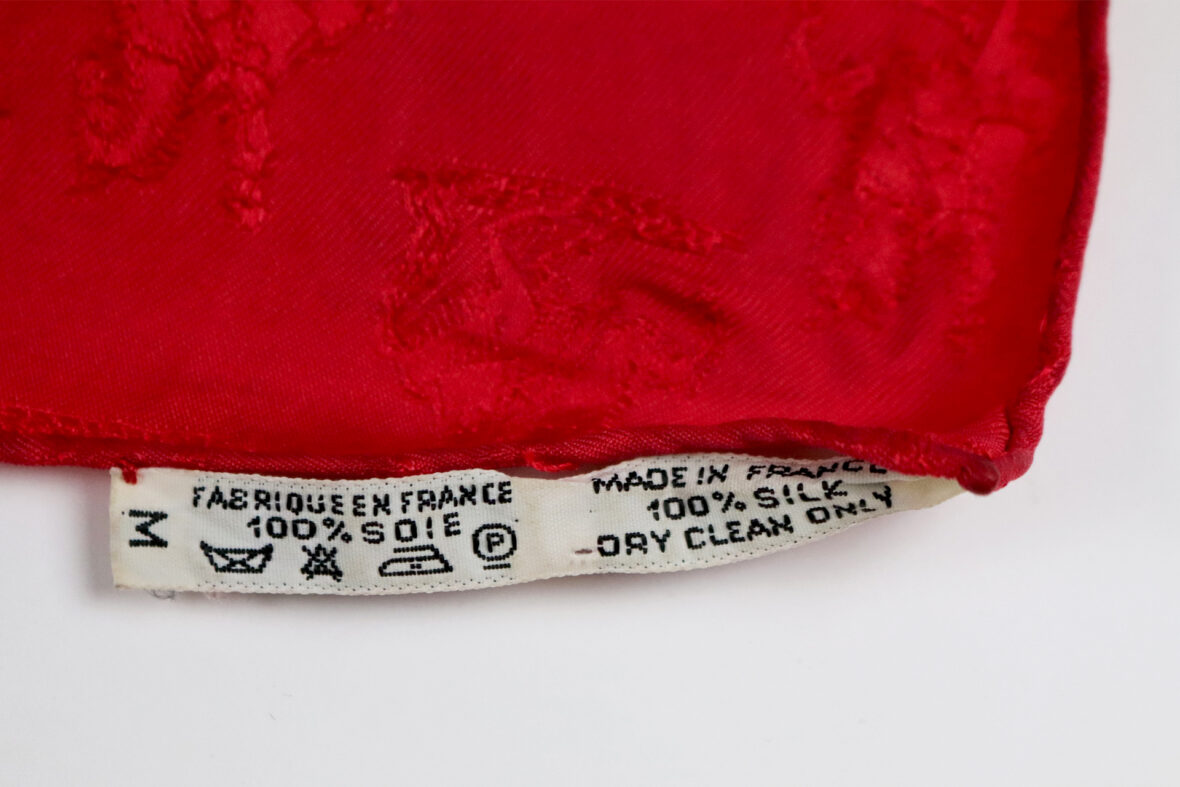 M
FABRIQUE EN FRANCE
100% SOIE
P
MADE IN FRANCE
100% SILK
DRY CLEAN ONLY